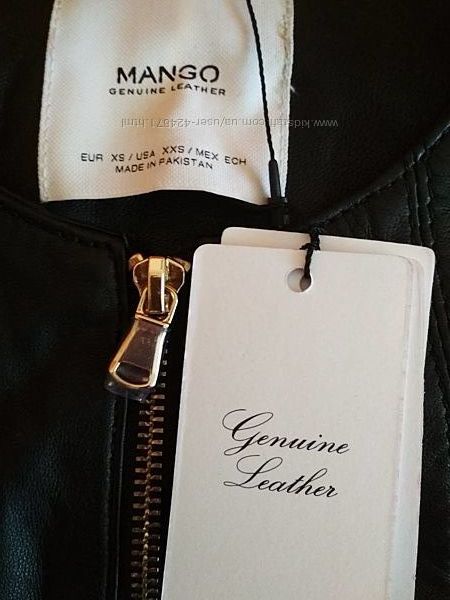 MANGO
GENUINE LEATHER
EUR XS / USA XXS / MEX ECH
MADE IN PAKISTAN
Genuine
Leather